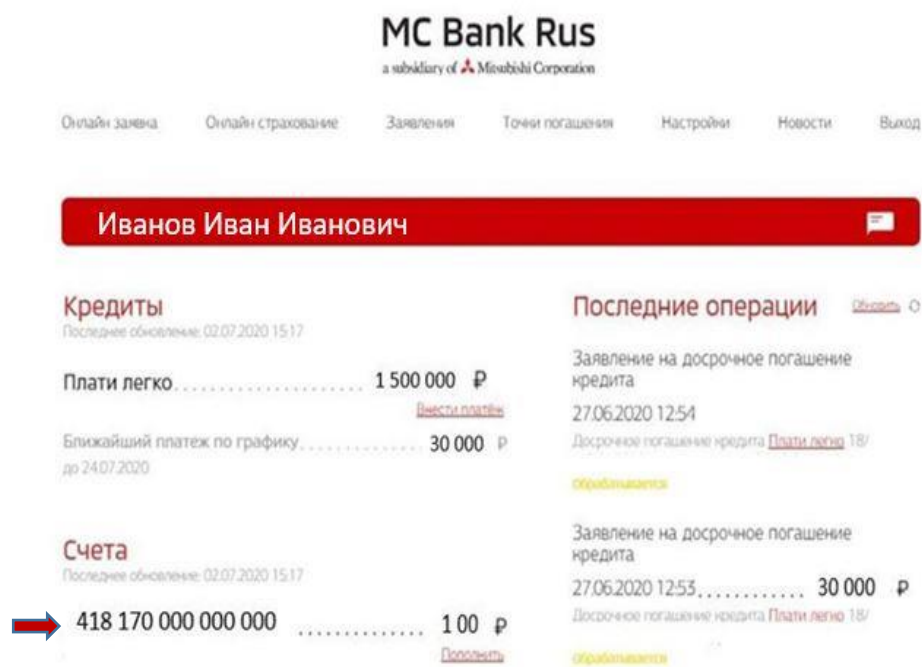 MC Bank Rus
a subsidiary of Mitsubishi Corporation
Онлайн заявка Онлайн страхование Заявления Точки погашения Настройки Новости Выход
Иванов Иван Иванович
Кредиты
Последнее обновление: 02.07.2020 15:17
Плати легко.................... 1 500 000 ₽
Внести платёж
Ближайший платеж по графику............. 30 000 ₽
до 24.07.2020
Счета
Последнее обновление: 02.07.2020 15:17
418 170 000 000 000 ............. 100 ₽
Пополнить
Последние операции Обновить
Заявление на досрочное погашение
кредита
27.06.2020 12:54
Досрочное погашение кредита Плати легко 18/
Обрабатывается
Заявление на досрочное погашение
кредита
27.06.2020 12:53............ 30 000 ₽
Досрочное погашение кредита Плати легко 18/
Обрабатывается